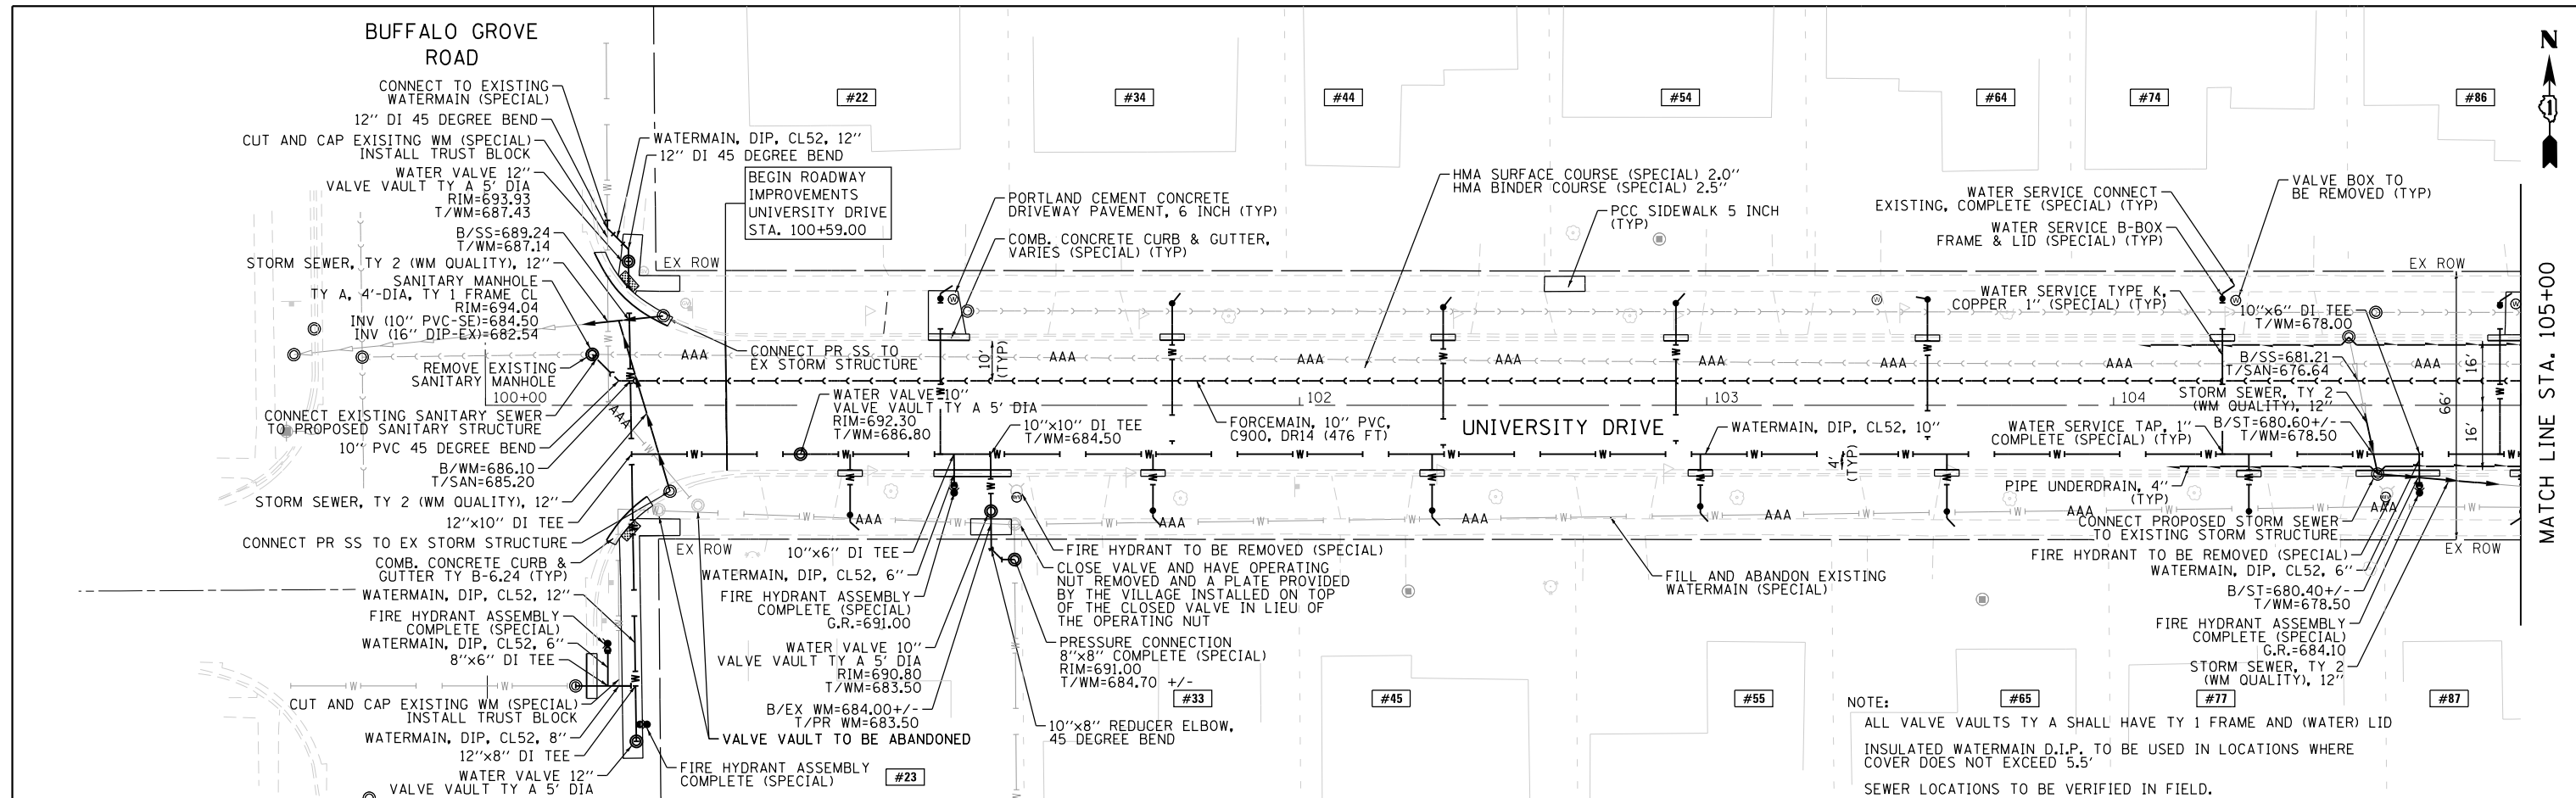 BUFFALO GROVE
ROAD
CONNECT TO EXISTING
WATERMAIN (SPECIAL)
12'' DI 45 DEGREE BEND
CUT AND CAP EXISITNG WM (SPECIAL)
INSTALL TRUST BLOCK
WATER VALVE 12''
VALVE VAULT TY A 5' DIA
RIM=693.93
T/WM=687.43
B/SS=689.24
T/WM=687.14
STORM SEWER, TY 2 (WM QUALITY), 12''
SANITARY MANHOLE
TY A, 4'-DIA, TY 1 FRAME CL
RIM=694.04
INV (10'' PVC-SE)=684.50
INV (16'' DIP-EX)=682.54
REMOVE EXISTING
SANITARY MANHOLE
100+00
CONNECT EXISTING SANITARY SEWER
TO PROPOSED SANITARY STRUCTURE
10'' PVC 45 DEGREE BEND
B/WM=686.10
T/SAN=685.20
STORM SEWER, TY 2 (WM QUALITY), 12''
12''x10'' DI TEE
CONNECT PR SS TO EX STORM STRUCTURE
COMB. CONCRETE CURB &
GUTTER TY B-6.24 (TYP)
WATERMAIN, DIP, CL52, 12''
FIRE HYDRANT ASSEMBLY
COMPLETE (SPECIAL)
WATERMAIN, DIP, CL52, 6''
8''x6'' DI TEE
CUT AND CAP EXISTING WM (SPECIAL)
INSTALL TRUST BLOCK
WATERMAIN, DIP, CL52, 8''
12''x8'' DI TEE
WATER VALVE 12''
VALVE VAULT TY A 5' DIA
WATERMAIN, DIP, CL52, 12''
12'' DI 45 DEGREE BEND
BEGIN ROADWAY
IMPROVEMENTS
UNIVERSITY DRIVE
STA. 100+59.00
EX ROW
#22
#34
#44
#54
#64
#74
#86
PORTLAND CEMENT CONCRETE
DRIVEWAY PAVEMENT, 6 INCH (TYP)
COMB. CONCRETE CURB & GUTTER,
VARIES (SPECIAL) (TYP)
HMA SURFACE COURSE (SPECIAL) 2.0''
HMA BINDER COURSE (SPECIAL) 2.5''
PCC SIDEWALK 5 INCH
(TYP)
WATER SERVICE CONNECT
EXISTING, COMPLETE (SPECIAL) (TYP)
WATER SERVICE B-BOX
FRAME & LID (SPECIAL) (TYP)
VALVE BOX TO
BE REMOVED (TYP)
EX ROW
WATER SERVICE TYPE K,
COPPER 1'' (SPECIAL) (TYP)
10''x6'' DI TEE
T/WM=678.00
CONNECT PR SS TO
EX STORM STRUCTURE
10'
(TYP)
AAA
AAA
AAA
AAA
AAA
AAA
AAA
AAA
B/SS=681.21
T/SAN=676.64
16'
66'
16'
102
103
104
STORM SEWER, TY 2
(WM QUALITY), 12''
WATER VALVE 10''
VALVE VAULT TY A 5' DIA
RIM=692.30
T/WM=686.80
10''x10'' DI TEE
T/WM=684.50
FORCEMAIN, 10'' PVC,
C900, DR14 (476 FT)
UNIVERSITY DRIVE
WATERMAIN, DIP, CL52, 10''
4'
(TYP)
WATER SERVICE TAP, 1''
COMPLETE (SPECIAL) (TYP)
B/ST=680.60+/-
T/WM=678.50
PIPE UNDERDRAIN, 4''
(TYP)
AAA
AAA
AAA
AAA
AAA
AAA
AAA
CONNECT PROPOSED STORM SEWER
TO EXISTING STORM STRUCTURE
EX ROW
EX ROW
10''x6'' DI TEE
WATERMAIN, DIP, CL52, 6''
FIRE HYDRANT ASSEMBLY
COMPLETE (SPECIAL)
G.R.=691.00
WATER VALVE 10''
VALVE VAULT TY A 5' DIA
RIM=690.80
T/WM=683.50
B/EX WM=684.00+/-
T/PR WM=683.50
VALVE VAULT TO BE ABANDONED
FIRE HYDRANT ASSEMBLY
COMPLETE (SPECIAL)
#23
FIRE HYDRANT TO BE REMOVED (SPECIAL)
CLOSE VALVE AND HAVE OPERATING
NUT REMOVED AND A PLATE PROVIDED
BY THE VILLAGE INSTALLED ON TOP
OF THE CLOSED VALVE IN LIEU OF
THE OPERATING NUT
PRESSURE CONNECTION
8''x8'' COMPLETE (SPECIAL)
RIM=691.00
T/WM=684.70 +/-
10''x8'' REDUCER ELBOW,
45 DEGREE BEND
FILL AND ABANDON EXISTING
WATERMAIN (SPECIAL)
FIRE HYDRANT TO BE REMOVED (SPECIAL)
WATERMAIN, DIP, CL52, 6''
B/ST=680.40+/-
T/WM=678.50
FIRE HYDRANT ASSEMBLY
COMPLETE (SPECIAL)
G.R.=684.10
STORM SEWER, TY 2
(WM QUALITY), 12''
#33
#45
#55
#65
#77
#87
NOTE:
ALL VALVE VAULTS TY A SHALL HAVE TY 1 FRAME AND (WATER) LID
INSULATED WATERMAIN D.I.P. TO BE USED IN LOCATIONS WHERE
COVER DOES NOT EXCEED 5.5'
SEWER LOCATIONS TO BE VERIFIED IN FIELD.
N
1
MATCH LINE STA. 105+00